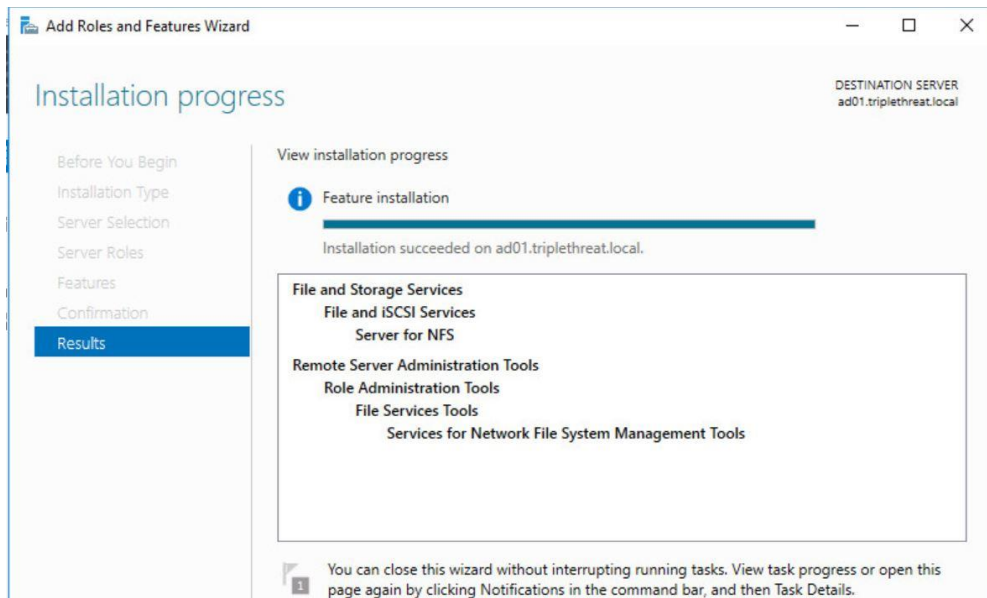 Add Roles and Features Wizard
Installation progress
DESTINATION SERVER
ad01.triplethreat.local
Before You Begin
Installation Type
Server Selection
Server Roles
Features
Confirmation
Results
View installation progress
Feature installation
Installation succeeded on ad01.triplethreat.local.
File and Storage Services
File and iSCSI Services
Server for NFS
Remote Server Administration Tools
Role Administration Tools
File Services Tools
Services for Network File System Management Tools
1
You can close this wizard without interrupting running tasks. View task progress or open this
page again by clicking Notifications in the command bar, and then Task Details.